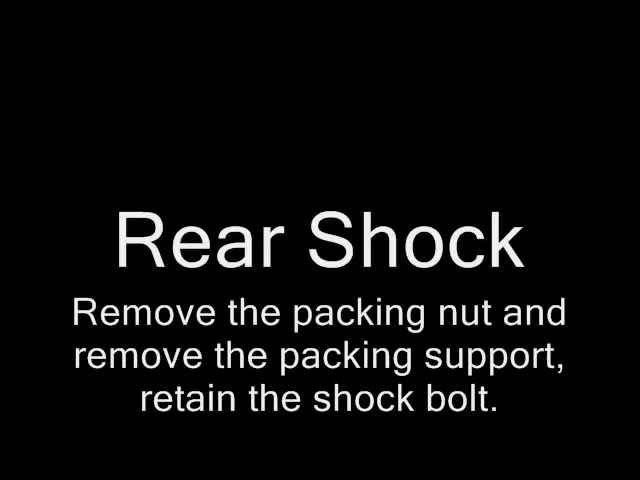 Rear Shock
Remove the packing nut and
remove the packing support,
retain the shock bolt.